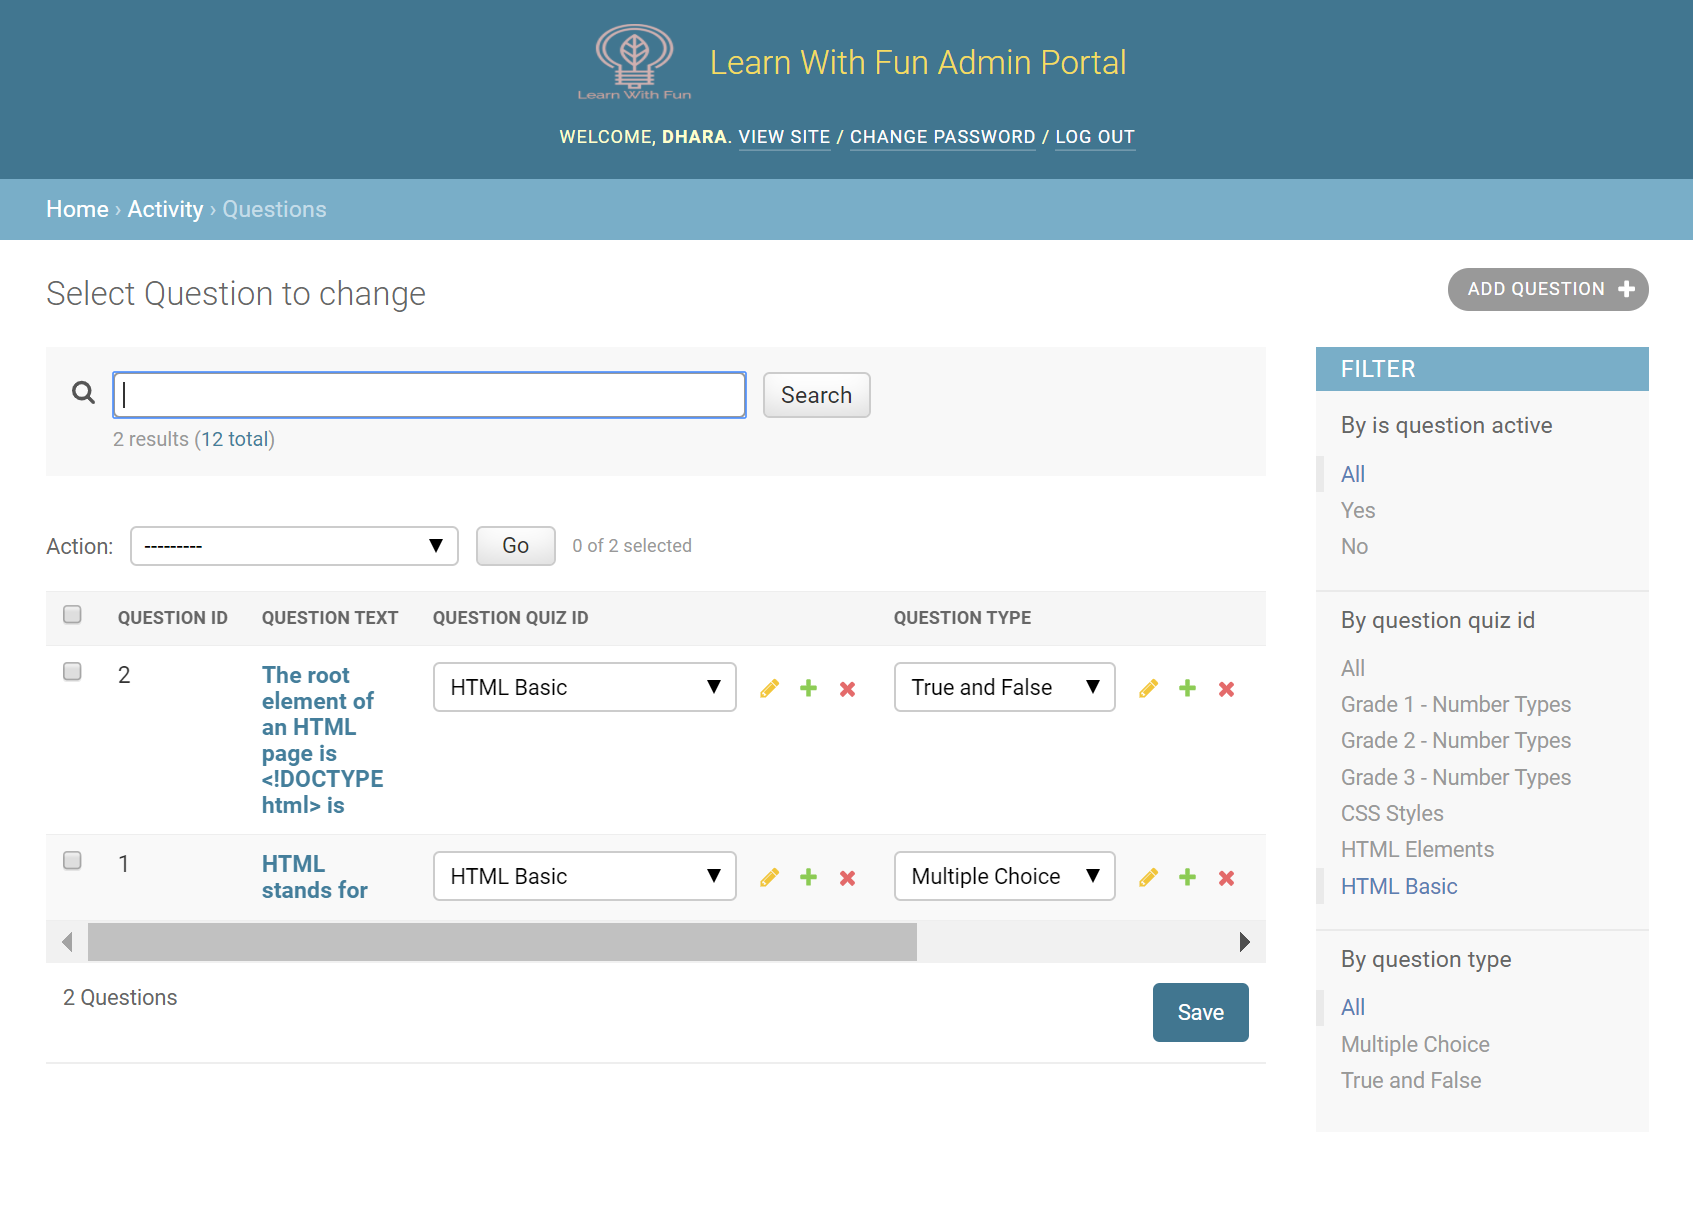 Learn With Fun
Learn With Fun Admin Portal
WELCOME, DHARA. VIEW SITE / CHANGE PASSWORD / LOG OUT
Home › Activity › Questions
Select Question to change
ADD QUESTION
Search
2 results (12 total)
Action: --------- Go 0 of 2 selected
QUESTION ID QUESTION TEXT QUESTION QUIZ ID QUESTION TYPE
2
The root
element of
an HTML
page is
<!DOCTYPE
html> is
HTML Basic
True and False
1
HTML
stands for
HTML Basic
Multiple Choice
2 Questions
Save
FILTER
By is question active
All
Yes
No
By question quiz id
All
Grade 1 - Number Types
Grade 2 - Number Types
Grade 3 - Number Types
CSS Styles
HTML Elements
HTML Basic
By question type
All
Multiple Choice
True and False